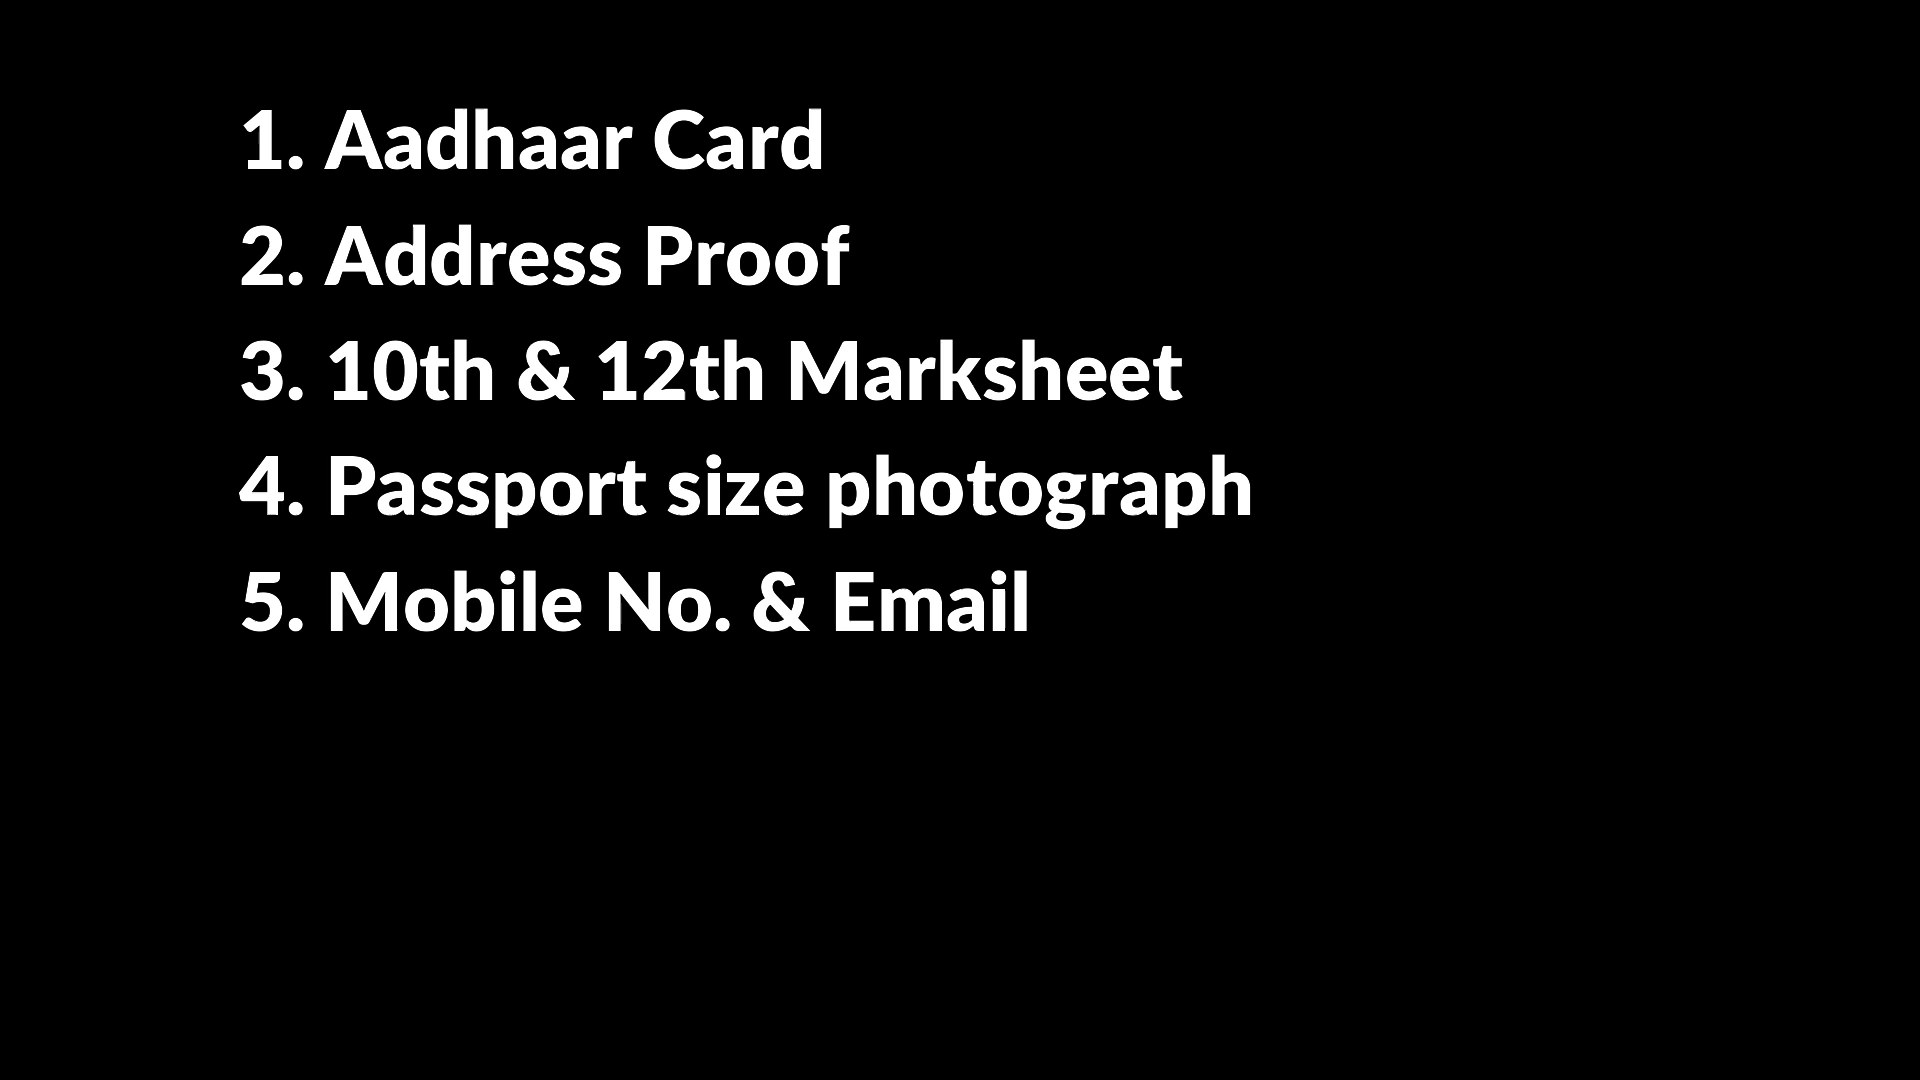 1. Aadhaar Card
2. Address Proof
3. 10th & 12th Marksheet
4. Passport size photograph
5. Mobile No. & Email